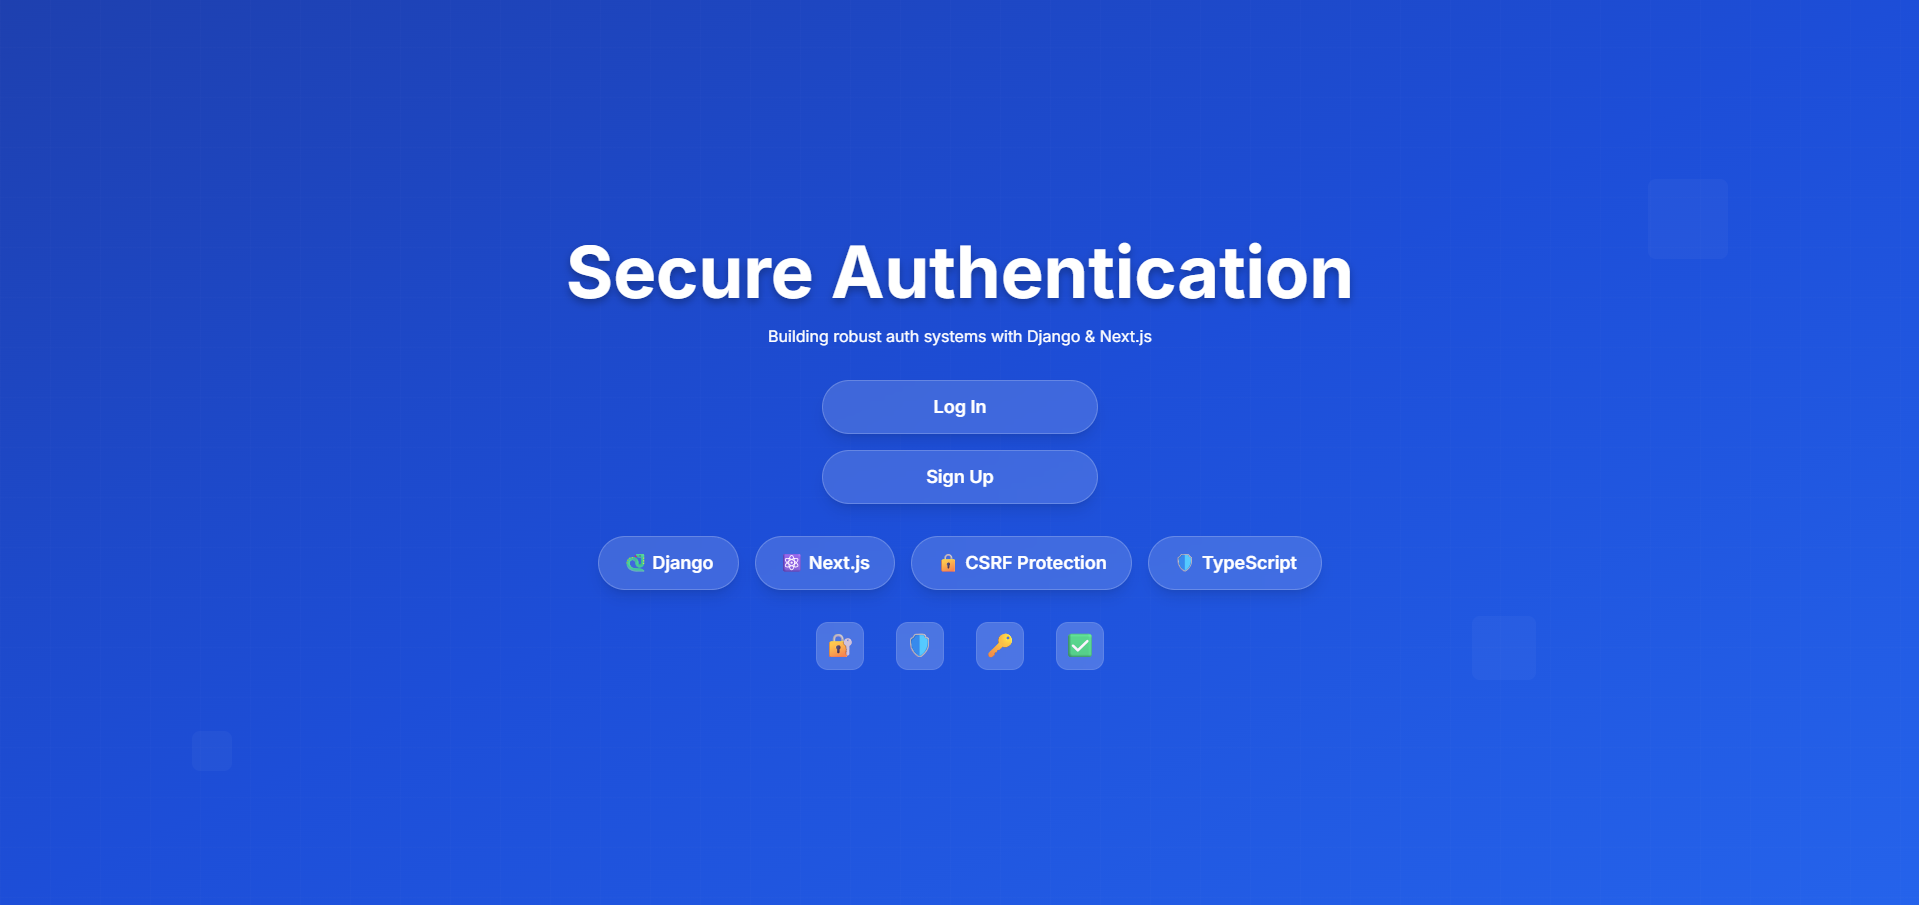 Secure Authentication
Building robust auth systems with Django & Next.js
Log In
Sign Up
Django
Next.js
CSRF Protection
TypeScript